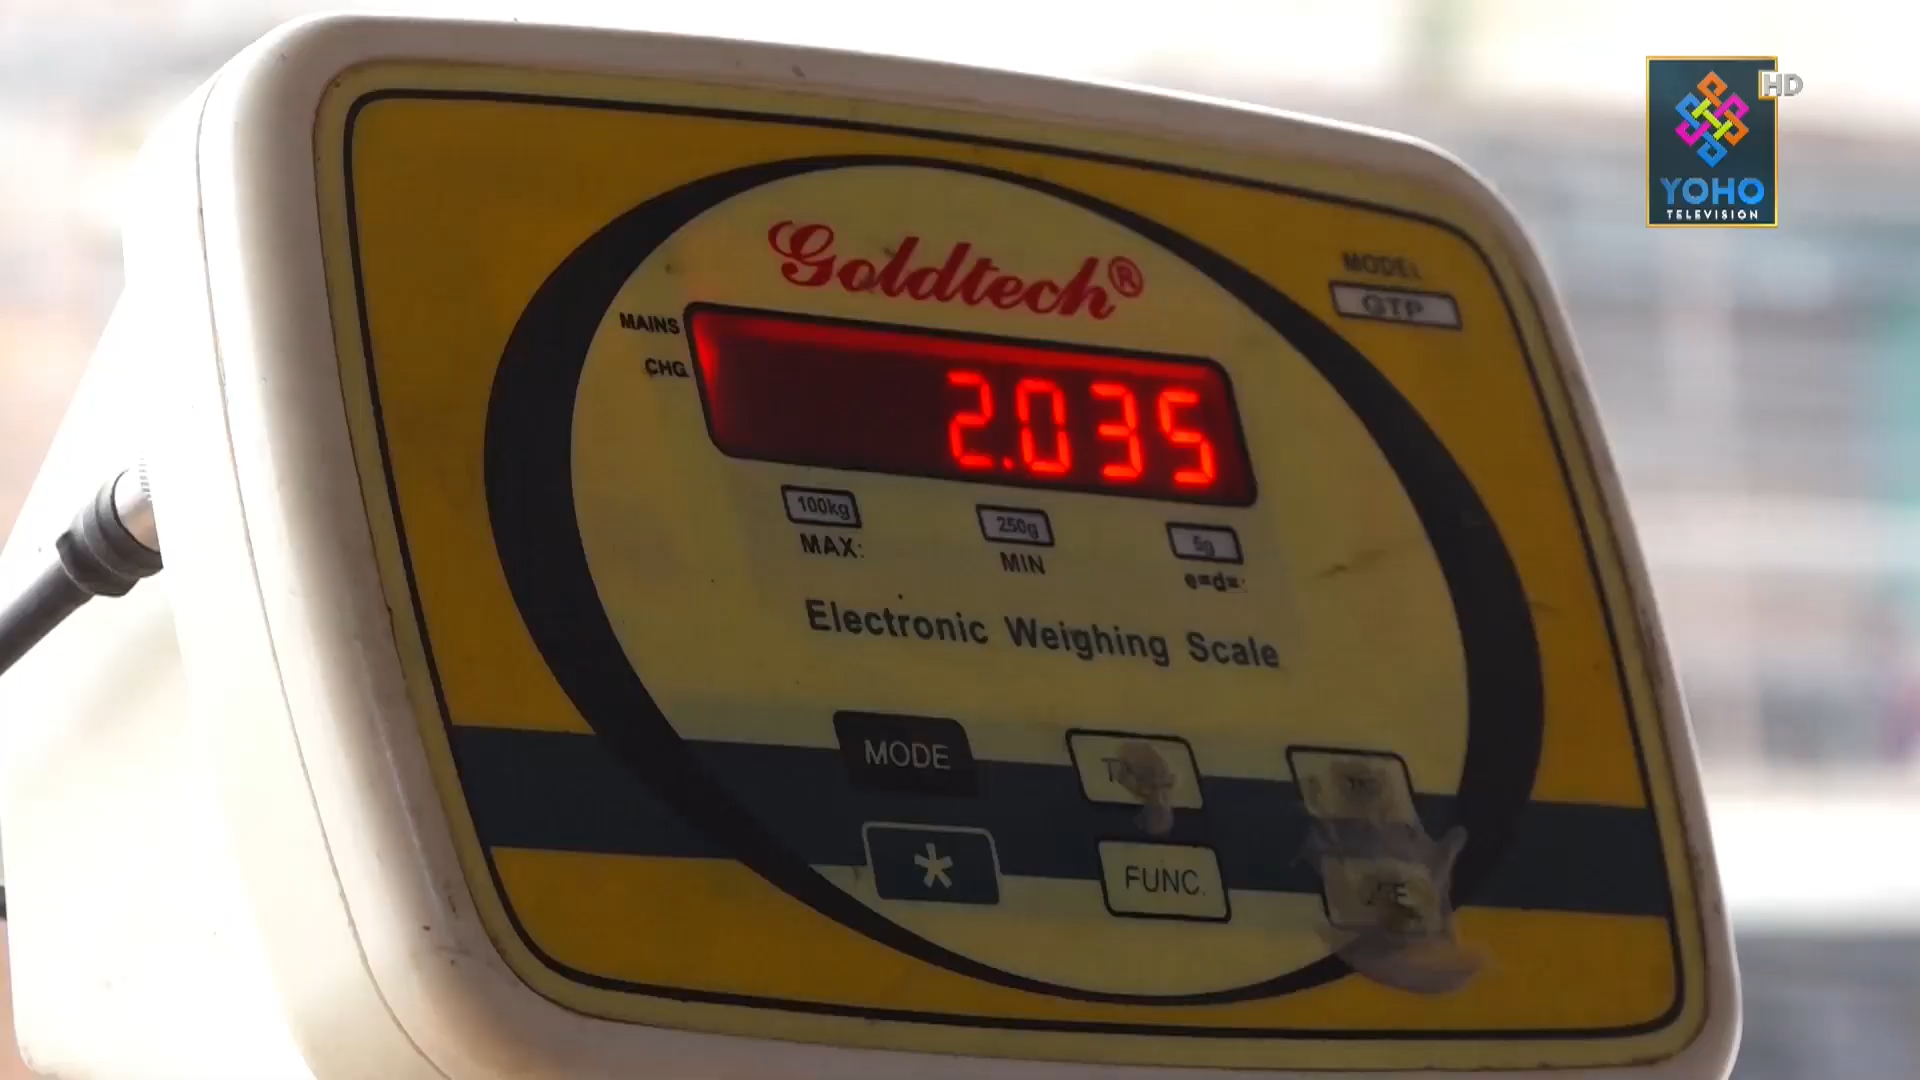 HD
YOHO
TELEVISION
Goldtech®
MODEL
GTP
MAINS
CHG
2.035
100kg
MAX:
250g
MIN
5g
e=d=:
Electronic Weighing Scale
MODE
*
FUNC.